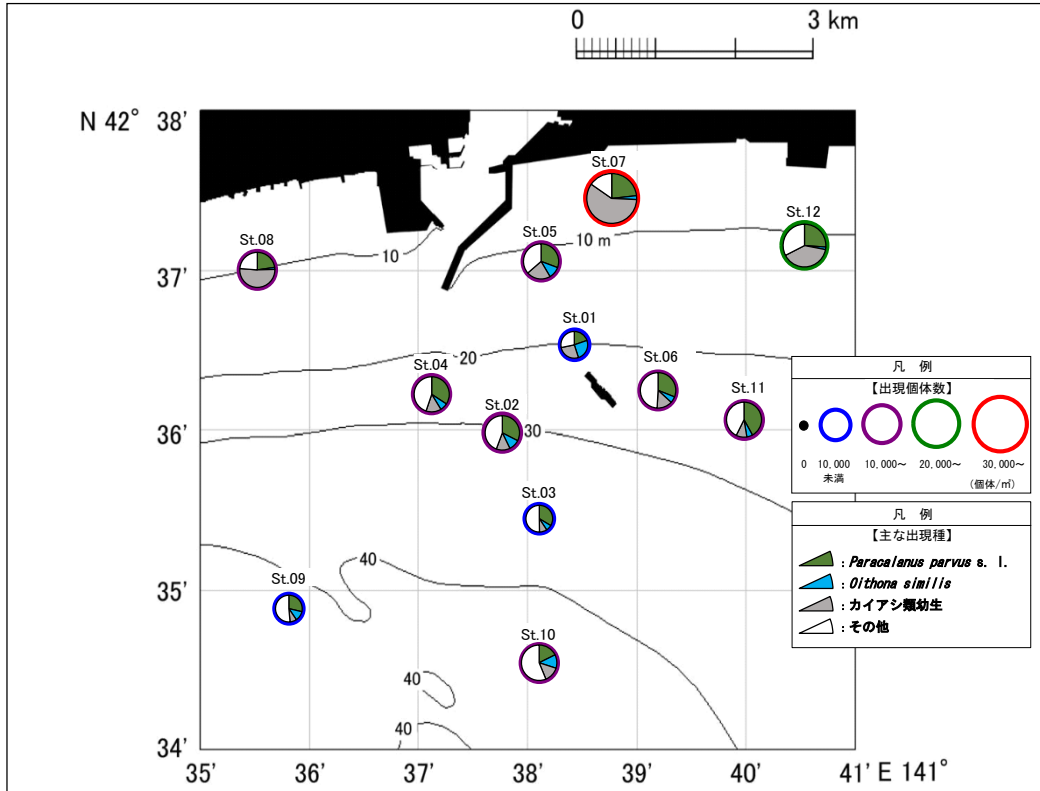 0 3 km
N 42° 38'
St.07
St.12
St.05
10 m
St.08
10
37'
St.01
20
St.04
St.06
St.11
St.02
36'
30
St.03
40
35'
St.09
St.10
40
40
34'
35' 36' 37' 38' 39' 40' 41' E 141°
凡 例
【出現個体数】
0 10,000未満 10,000～ 20,000～ 30,000～
(個体/㎥)
凡 例
【主な出現種】
: Paracalanus parvus s. l.
: Oithona similis
: カイアシ類幼生
: その他